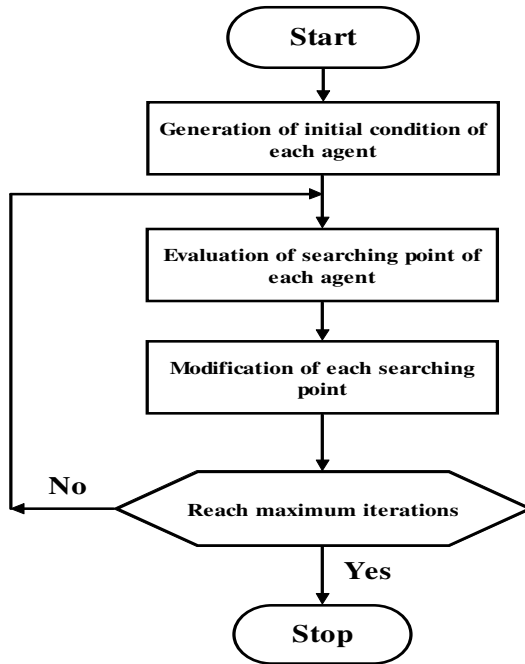 Start
Generation of initial condition of
each agent
Evaluation of searching point of
each agent
Modification of each searching
point
No
Reach maximum iterations
Yes
Stop